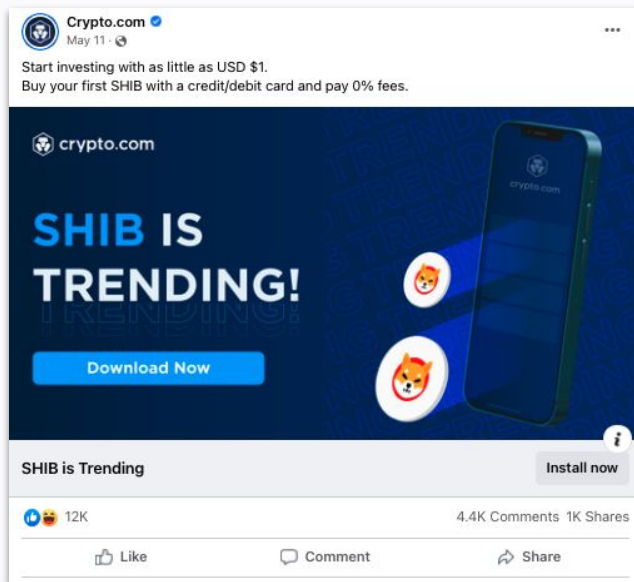 Crypto.com
May 11 ·
Start investing with as little as USD $1.
Buy your first SHIB with a credit/debit card and pay 0% fees.
crypto.com
crypto.com
SHIB IS
TRENDING!
Download Now
i
SHIB is Trending
Install now
12K
4.4K Comments 1K Shares
Like
Comment
Share